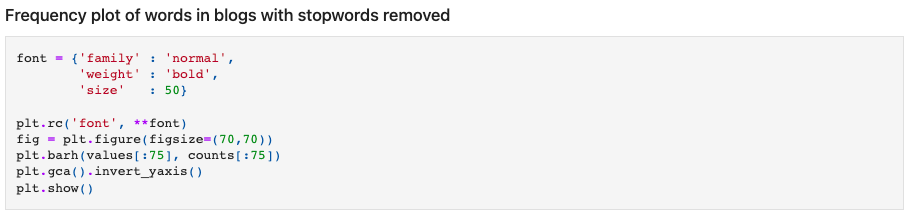 Frequency plot of words in blogs with stopwords removed
font = {'family' : 'normal',
        'weight' : 'bold',
        'size'   : 50}
plt.rc('font', **font)
fig = plt.figure(figsize=(70,70))
plt.barh(values[:75], counts[:75])
plt.gca().invert_yaxis()
plt.show()